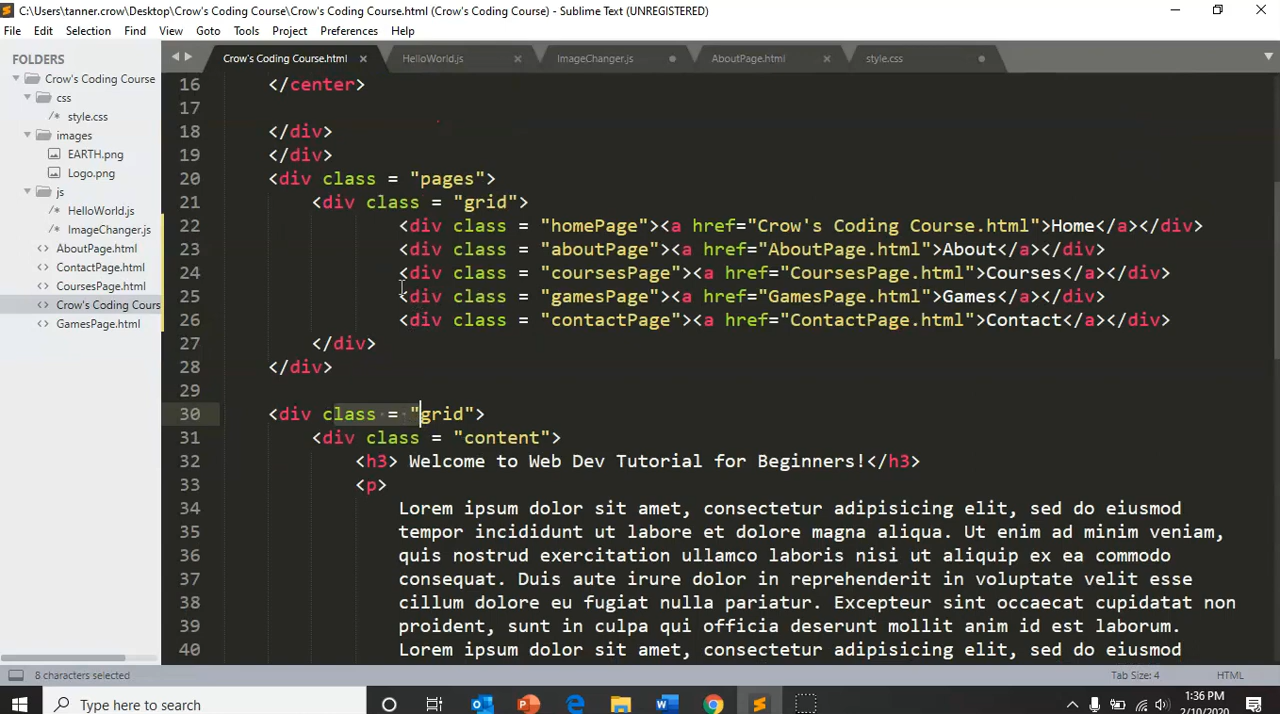 C:\Users\tanner.crow\Desktop\Crow's Coding Course\Crow's Coding Course.html (Crow's Coding Course) - Sublime Text (UNREGISTERED)
File Edit Selection Find View Goto Tools Project Preferences Help
FOLDERS
Crow's Coding Course
css
style.css
images
EARTH.png
Logo.png
js
HelloWorld.js
ImageChanger.js
AboutPage.html
ContactPage.html
CoursesPage.html
Crow's Coding Cours
GamesPage.html
Crow's Coding Course.html HelloWorld.js ImageChanger.js AboutPage.html style.css
16 </center>
17
18 </div>
19 </div>
20 <div class = "pages">
21 <div class = "grid">
22 <div class = "homePage"><a href="Crow's Coding Course.html">Home</a></div>
23 <div class = "aboutPage"><a href="AboutPage.html">About</a></div>
24 <div class = "coursesPage"><a href="CoursesPage.html">Courses</a></div>
25 <div class = "gamesPage"><a href="GamesPage.html">Games</a></div>
26 <div class = "contactPage"><a href="ContactPage.html">Contact</a></div>
27 </div>
28 </div>
29
30 <div class = "grid">
31 <div class = "content">
32 <h3> Welcome to Web Dev Tutorial for Beginners!</h3>
33 <p>
34 Lorem ipsum dolor sit amet, consectetur adipisicing elit, sed do eiusmod
35 tempor incididunt ut labore et dolore magna aliqua. Ut enim ad minim veniam,
36 quis nostrud exercitation ullamco laboris nisi ut aliquip ex ea commodo
37 consequat. Duis aute irure dolor in reprehenderit in voluptate velit esse
38 cillum dolore eu fugiat nulla pariatur. Excepteur sint occaecat cupidatat non
39 proident, sunt in culpa qui officia deserunt mollit anim id est laborum.
40 Lorem ipsum dolor sit amet, consectetur adipisicing elit, sed do eiusmod
8 characters selected Tab Size: 4 HTML
Type here to search
1:36 PM
2/10/2020